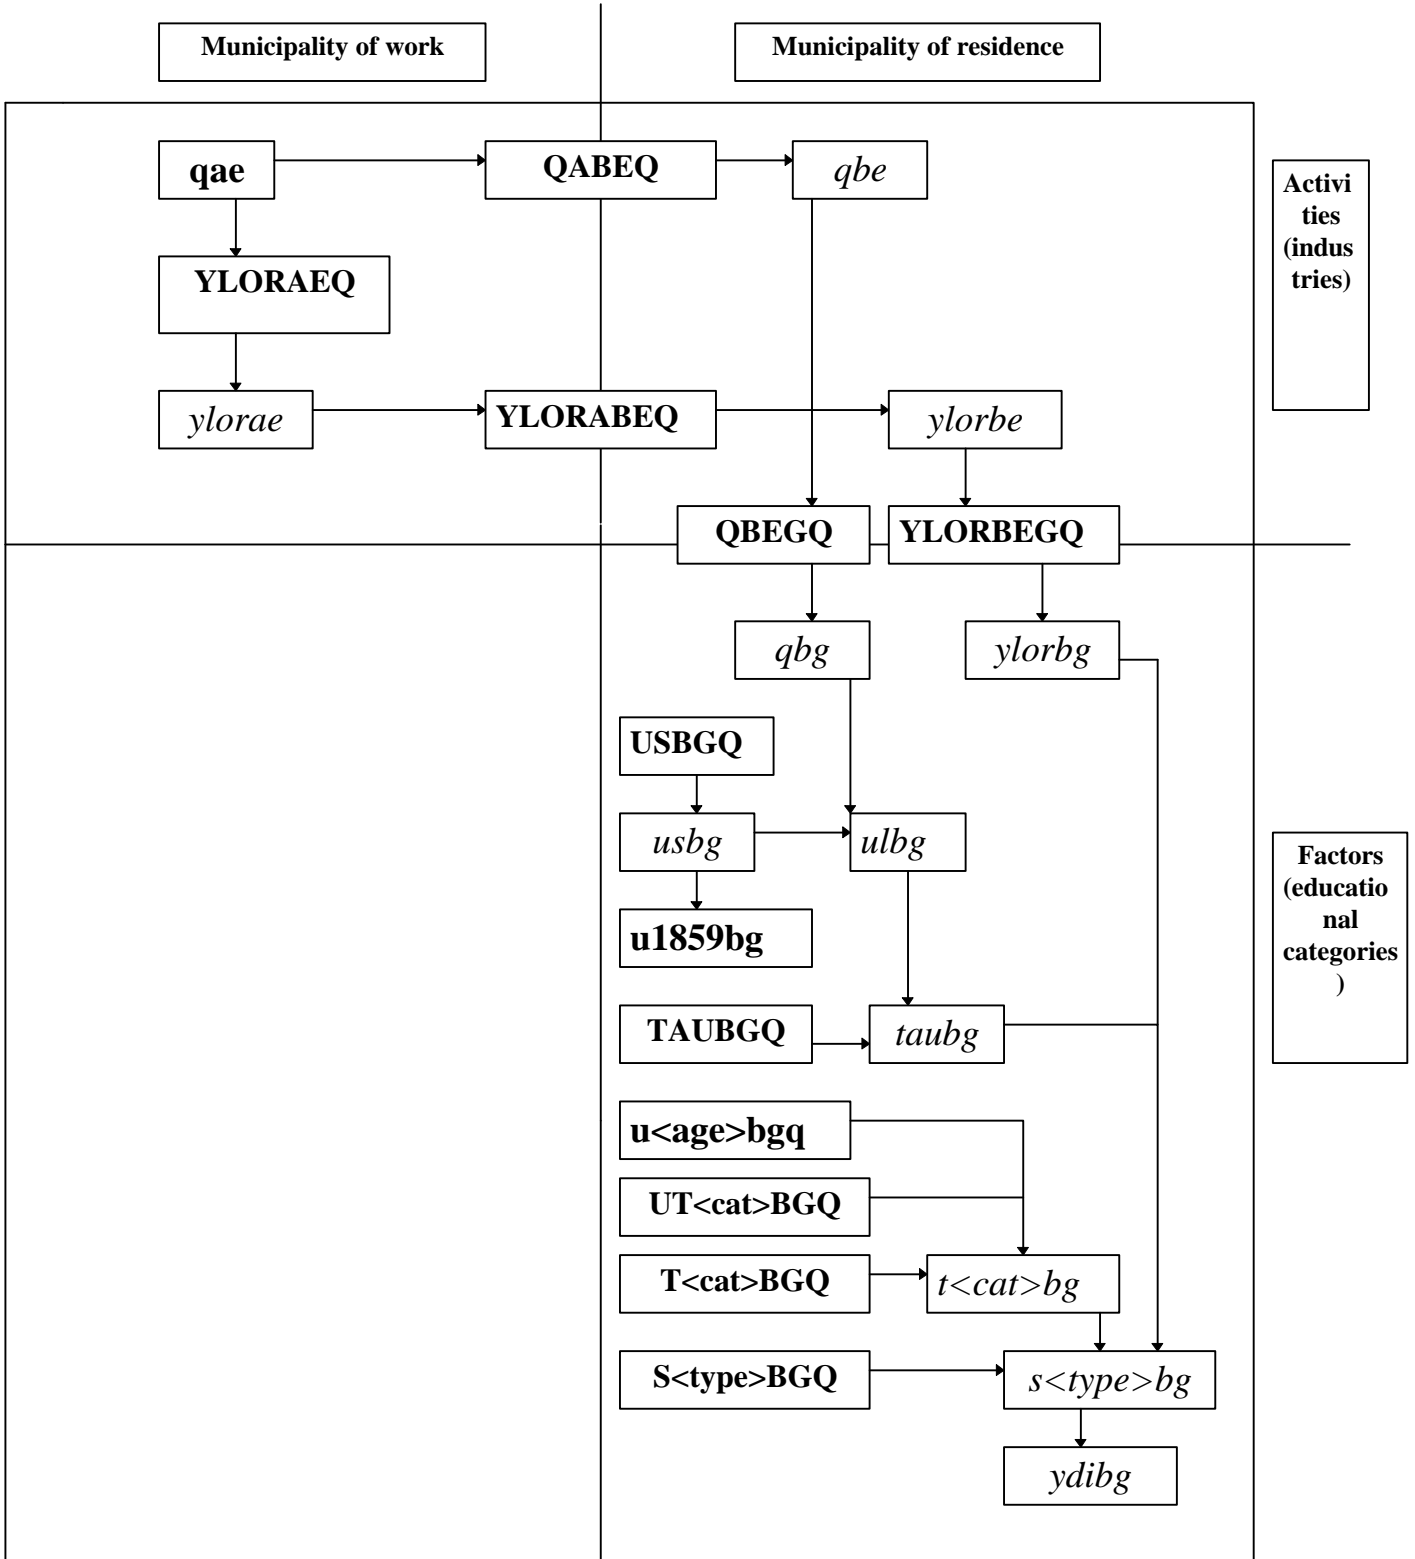 Municipality of work
Municipality of residence
qae
QABEQ
qbe
Activi
ties
(indus
tries)
YLORAEQ
ylorae
YLORABEQ
ylorbe
QBEGQ
YLORBEGQ
qbg
ylorbg
USBGQ
usbg
ulbg
Factors
(educatio
nal
categories
)
u1859bg
TAUBGQ
taubg
u<age>bgq
UT<cat>BGQ
T<cat>BGQ
t<cat>bg
S<type>BGQ
s<type>bg
ydibg